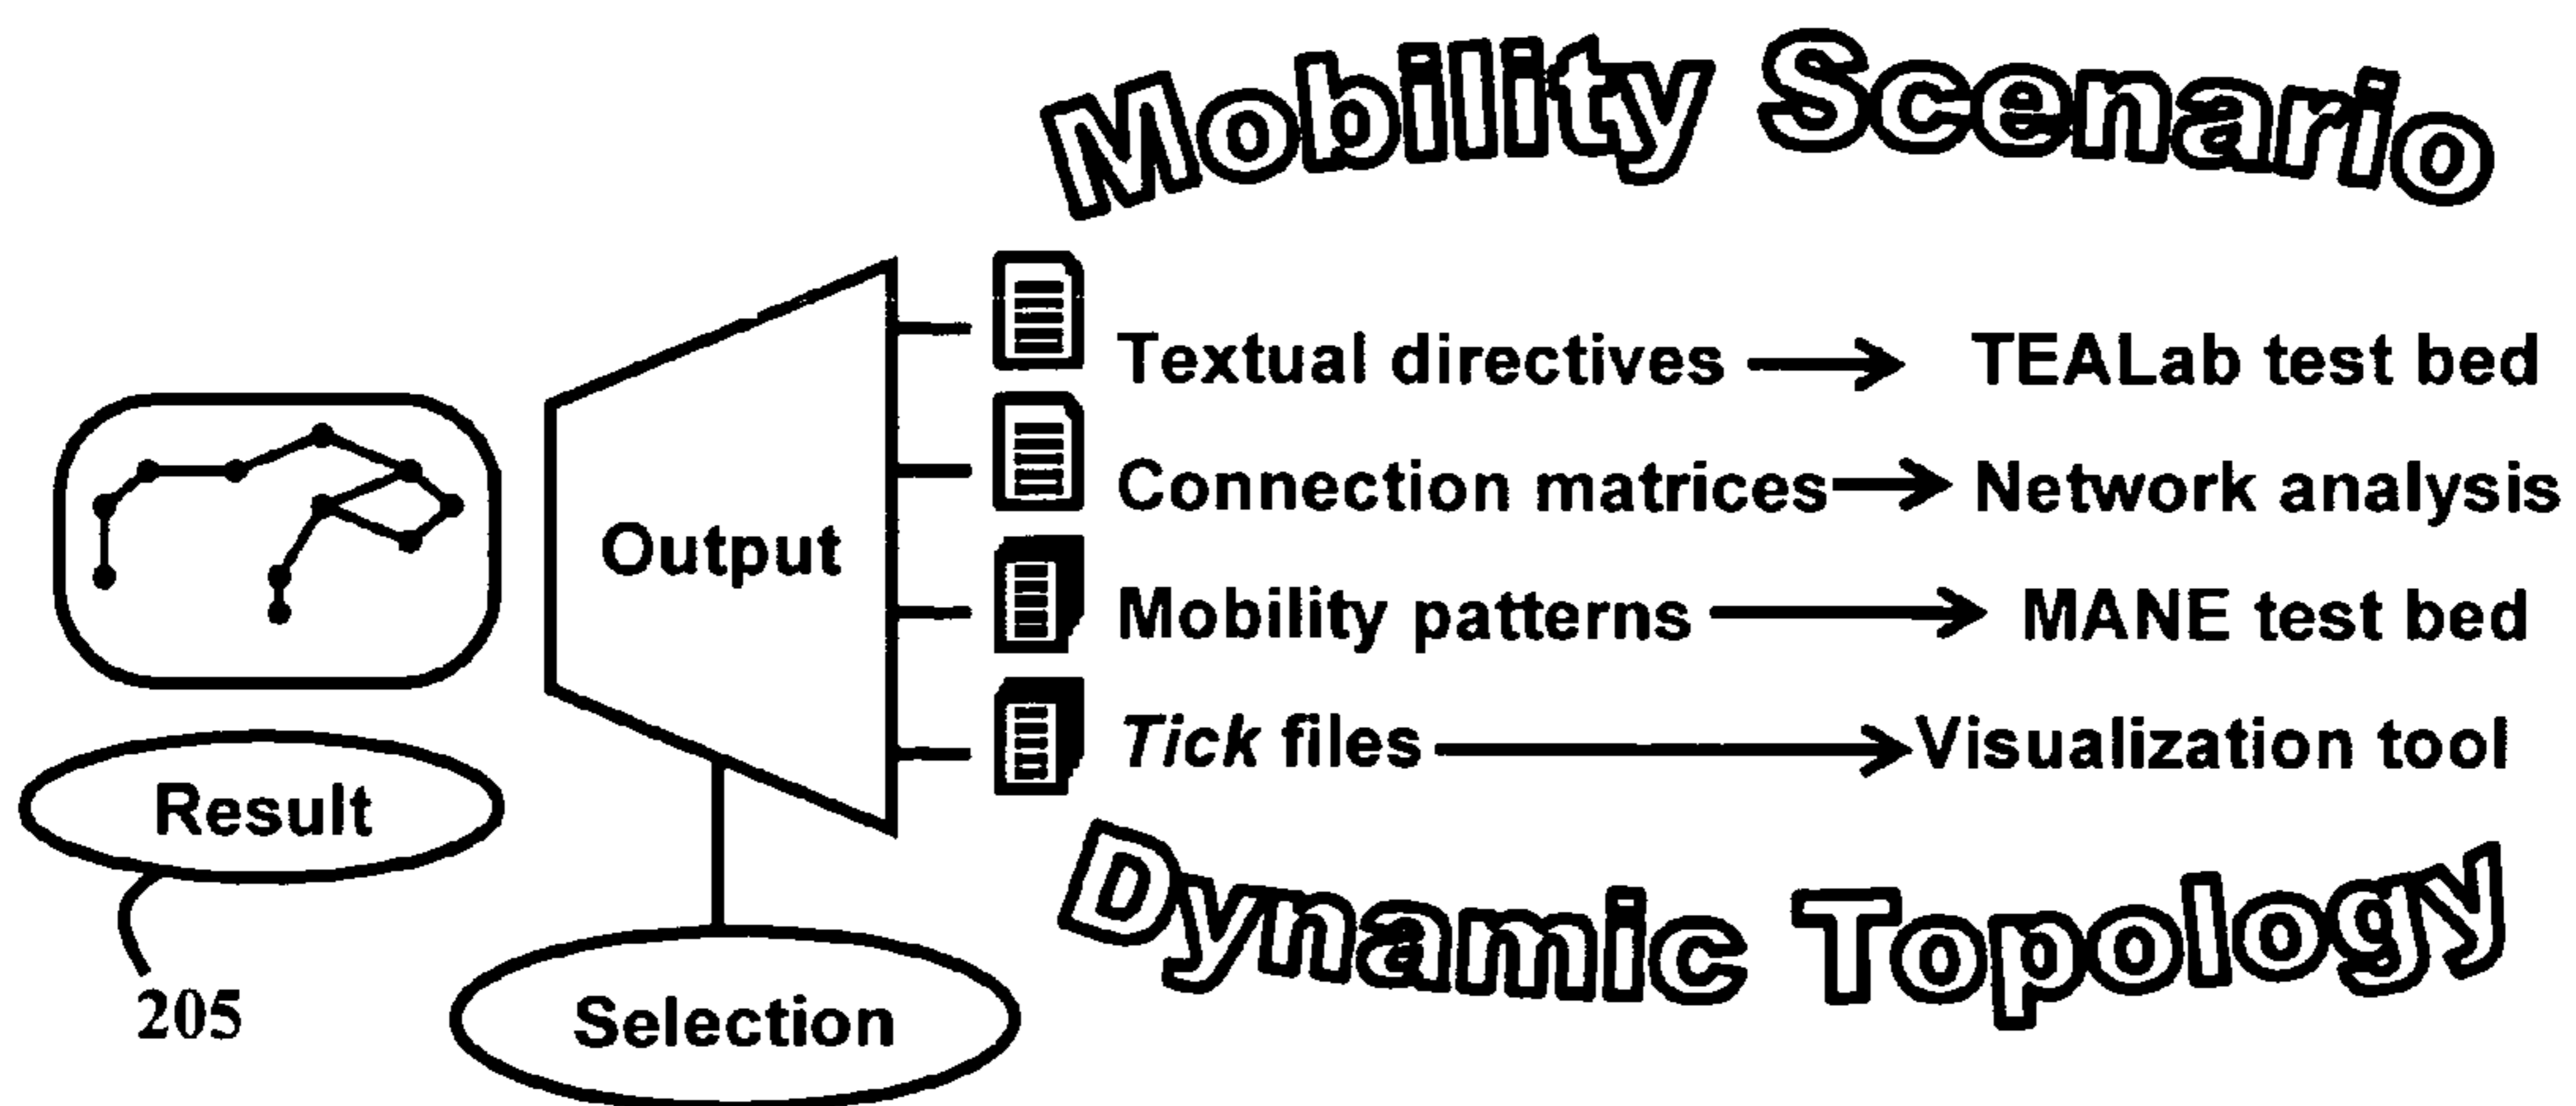 Mobility Scenario
Textual directives TEALab test bed
Connection matrices Network analysis
Output
Mobility patterns MANE test bed
Tick files Visualization tool
Result
Dynamic Topology
205
Selection